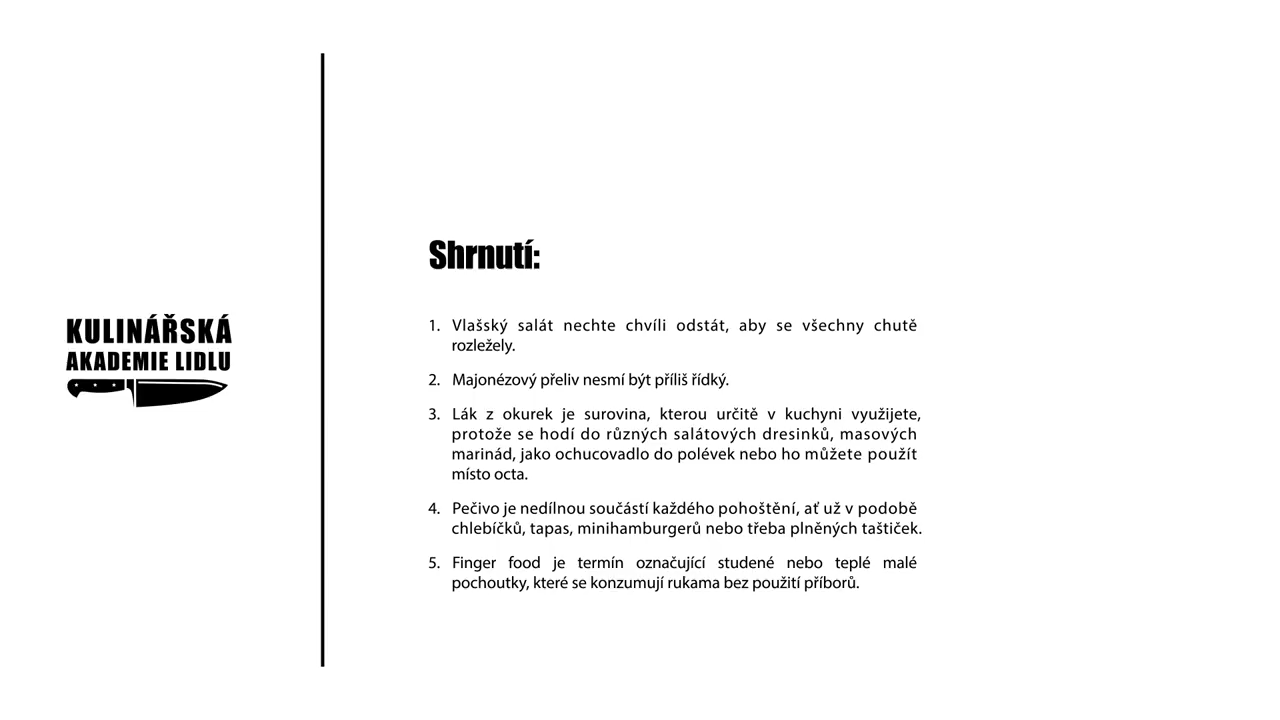 KULINÁŘSKÁ
AKADEMIE LIDLU
Shrnutí:
1. Vlašský salát nechte chvíli odstát, aby se všechny chutě
rozležely.
2. Majonézový přeliv nesmí být příliš řídký.
3. Lák z okurek je surovina, kterou určitě v kuchyni využijete,
protože se hodí do různých salátových dresinků, masových
marinád, jako ochucovadlo do polévek nebo ho můžete použít
místo octa.
4. Pečivo je nedílnou součástí každého pohoštění, ať už v podobě
chlebíčků, tapas, minihamburgerů nebo třeba plněných taštiček.
5. Finger food je termín označující studené nebo teplé malé
pochoutky, které se konzumují rukama bez použití příborů.